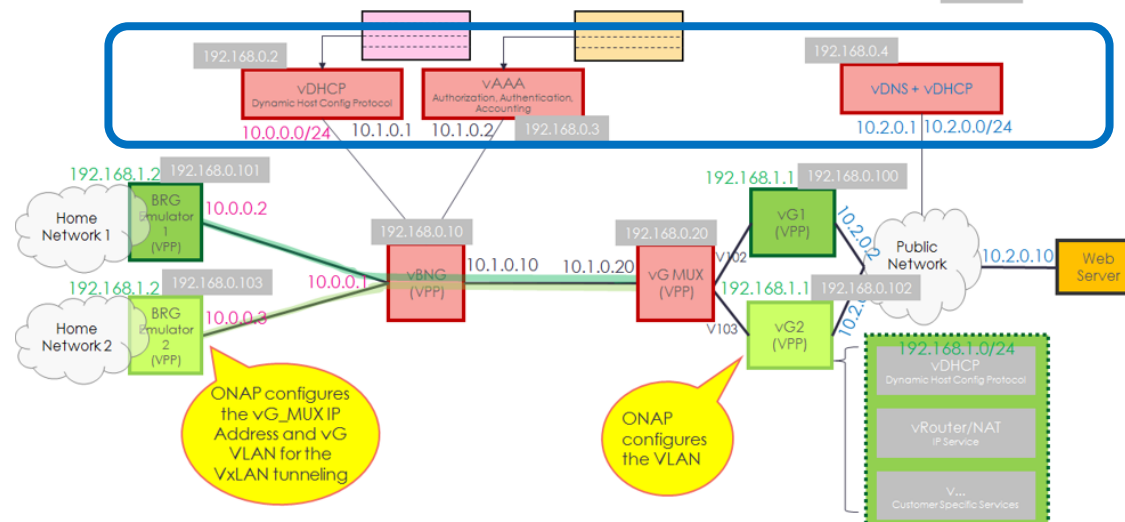 192.168.0.2
vDHCP
Dynamic Host Config Protocol
10.0.0.0/24
10.1.0.1
vAAA
Authorization, Authentication,
Accounting
10.1.0.2
192.168.0.3
192.168.0.4
vDNS + vDHCP
10.2.0.1
10.2.0.0/24
192.168.1.2
192.168.0.101
Home
Network 1
BRG
Emulator
1
(VPP)
10.0.0.2
192.168.1.2
192.168.0.103
Home
Network 2
BRG
Emulator
2
(VPP)
10.0.0.3
10.0.0.1
192.168.0.10
vBNG
(VPP)
10.1.0.10
10.1.0.20
192.168.0.20
vG MUX
(VPP)
V102
V103
192.168.1.1
192.168.0.100
vG1
(VPP)
10.2.0.2
192.168.1.1
192.168.0.102
vG2
(VPP)
10.2.0
Public
Network
10.2.0.10
Web
Server
ONAP configures
the vG_MUX IP
Address and vG
VLAN for the
VxLAN tunneling
ONAP
configures
the VLAN
192.168.1.0/24
vDHCP
Dynamic Host Config Protocol
vRouter/NAT
IP Service
v...
Customer Specific Services